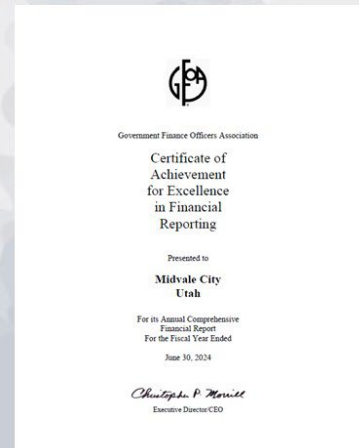 GFOA
Government Finance Officers Association
Certificate of
Achievement
for Excellence
in Financial
Reporting
Presented to
Midvale City
Utah
For its Annual Comprehensive
Financial Report
For the Fiscal Year Ended
June 30, 2024
Christopher P. Morrill
Executive Director/CEO